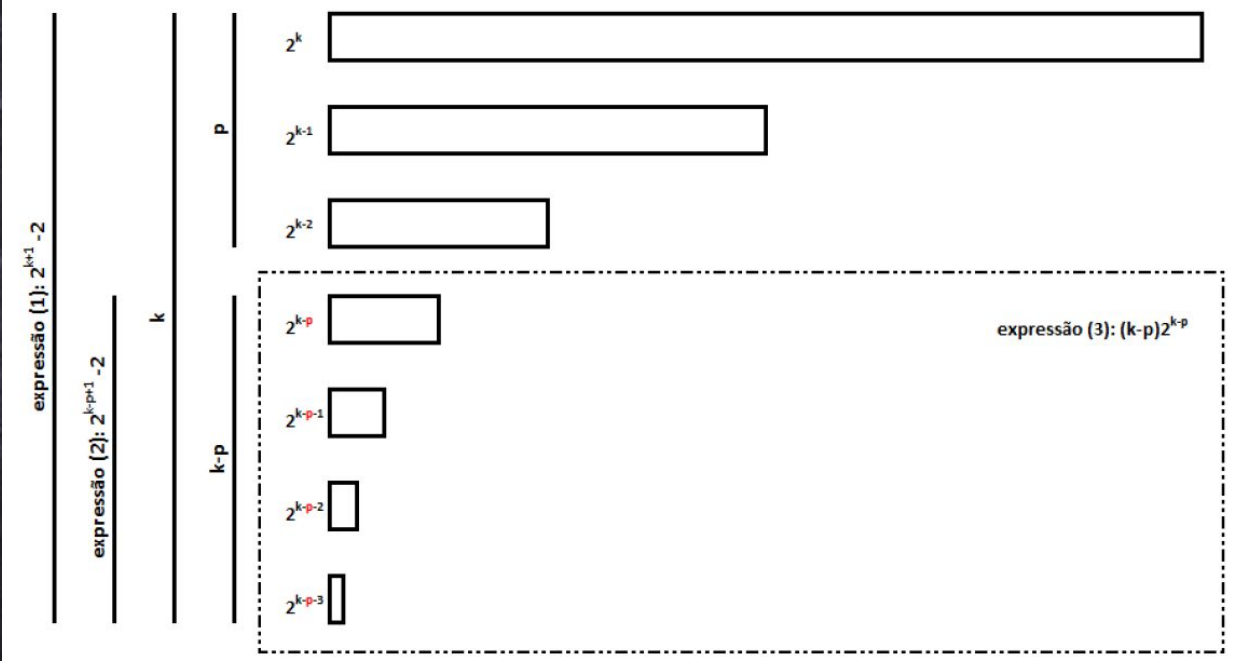 expressão (1): 2^{k+1} -2
expressão (2): 2^{k-p+1} -2
k
p
k-p
2^k
2^{k-1}
2^{k-2}
2^{k-p}
expressão (3): (k-p)2^{k-p}
2^{k-p-1}
2^{k-p-2}
2^{k-p-3}